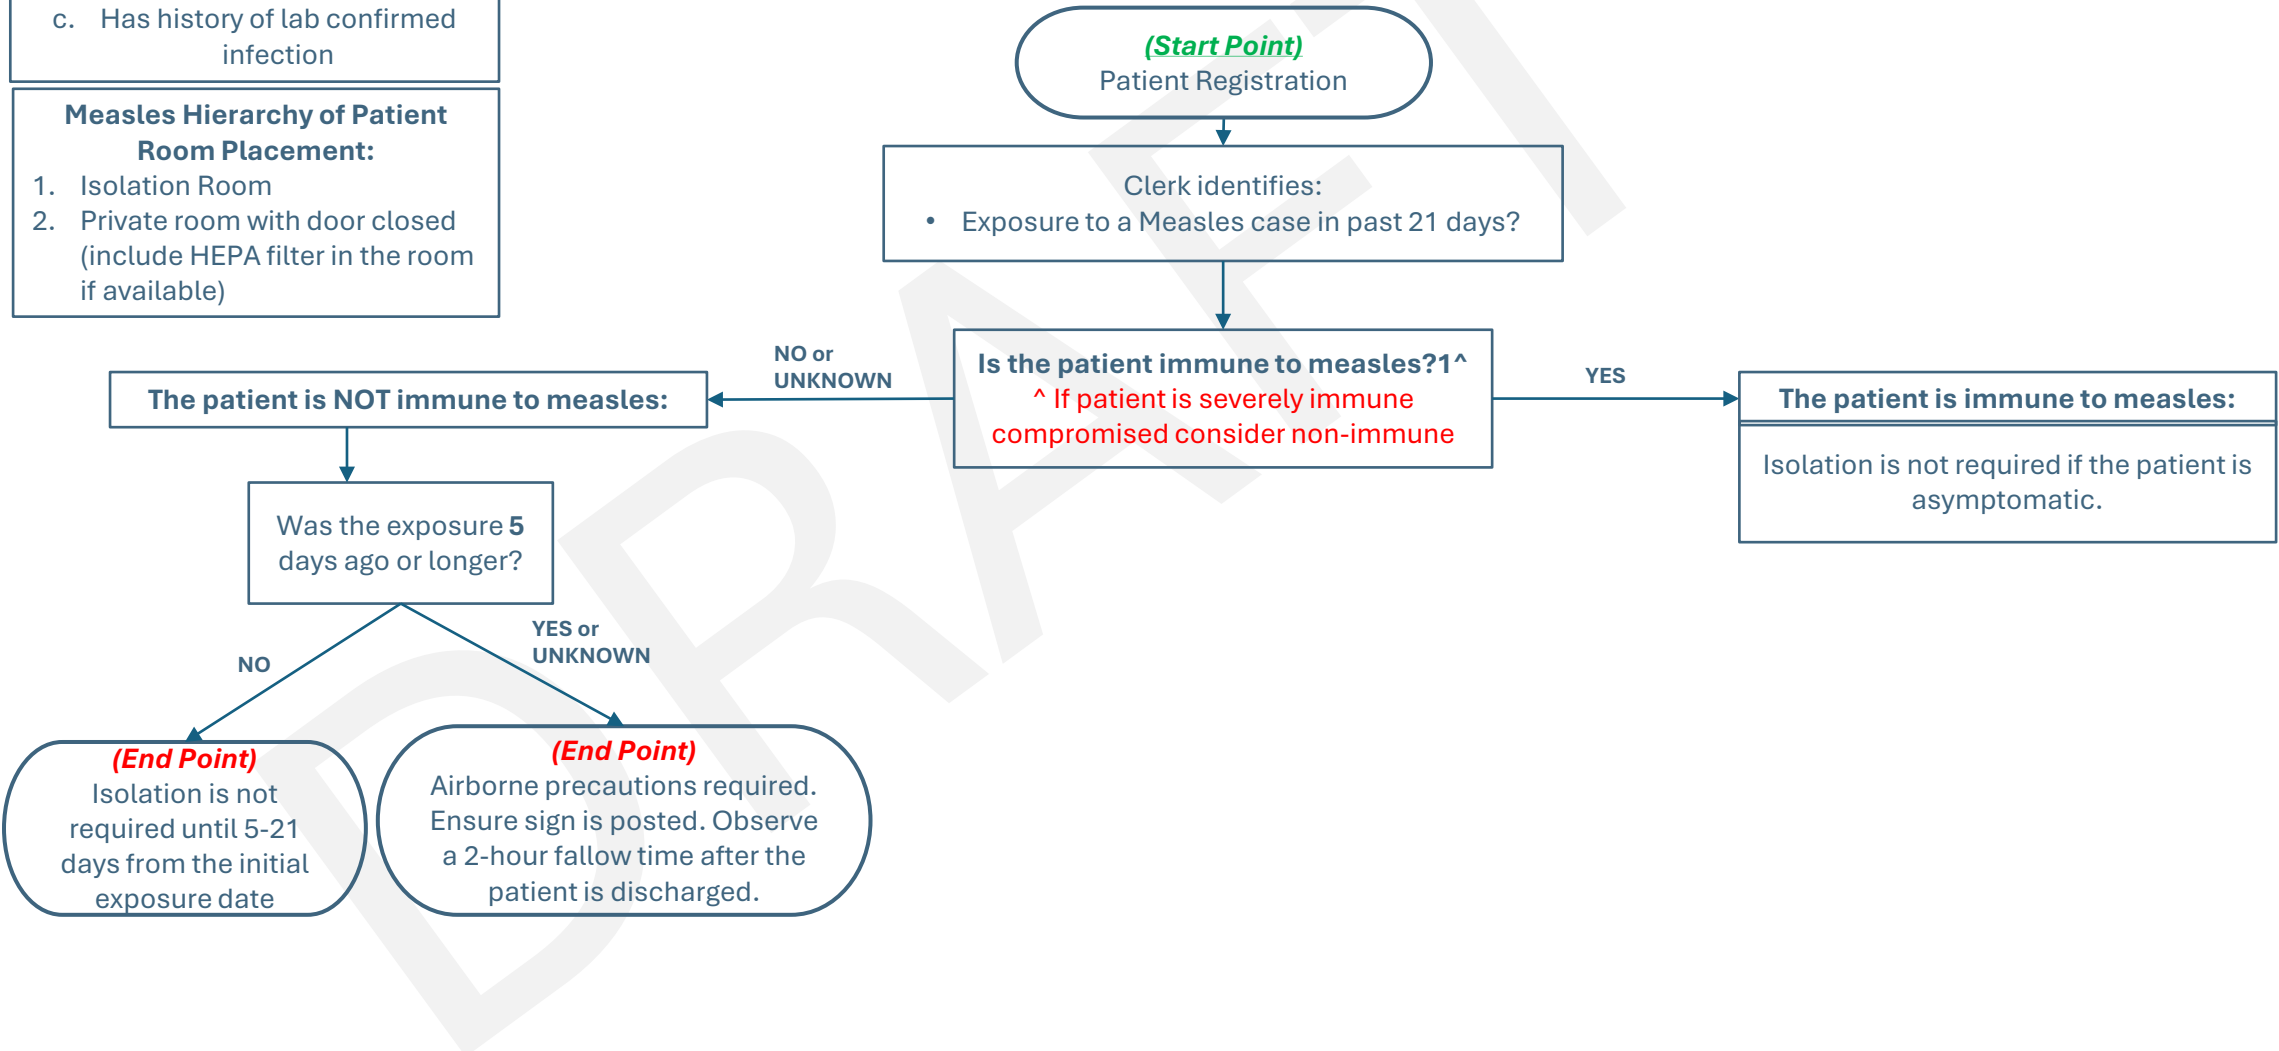 c. Has history of lab confirmed
infection
Measles Hierarchy of Patient
Room Placement:
1. Isolation Room
2. Private room with door closed
(include HEPA filter in the room
if available)
(Start Point)
Patient Registration
Clerk identifies:
• Exposure to a Measles case in past 21 days?
Is the patient immune to measles?1^
^ If patient is severely immune
compromised consider non-immune
NO or
UNKNOWN
YES
The patient is NOT immune to measles:
The patient is immune to measles:
Isolation is not required if the patient is
asymptomatic.
Was the exposure 5
days ago or longer?
NO
YES or
UNKNOWN
(End Point)
Isolation is not
required until 5-21
days from the initial
exposure date
(End Point)
Airborne precautions required.
Ensure sign is posted. Observe
a 2-hour fallow time after the
patient is discharged.
DRAFT